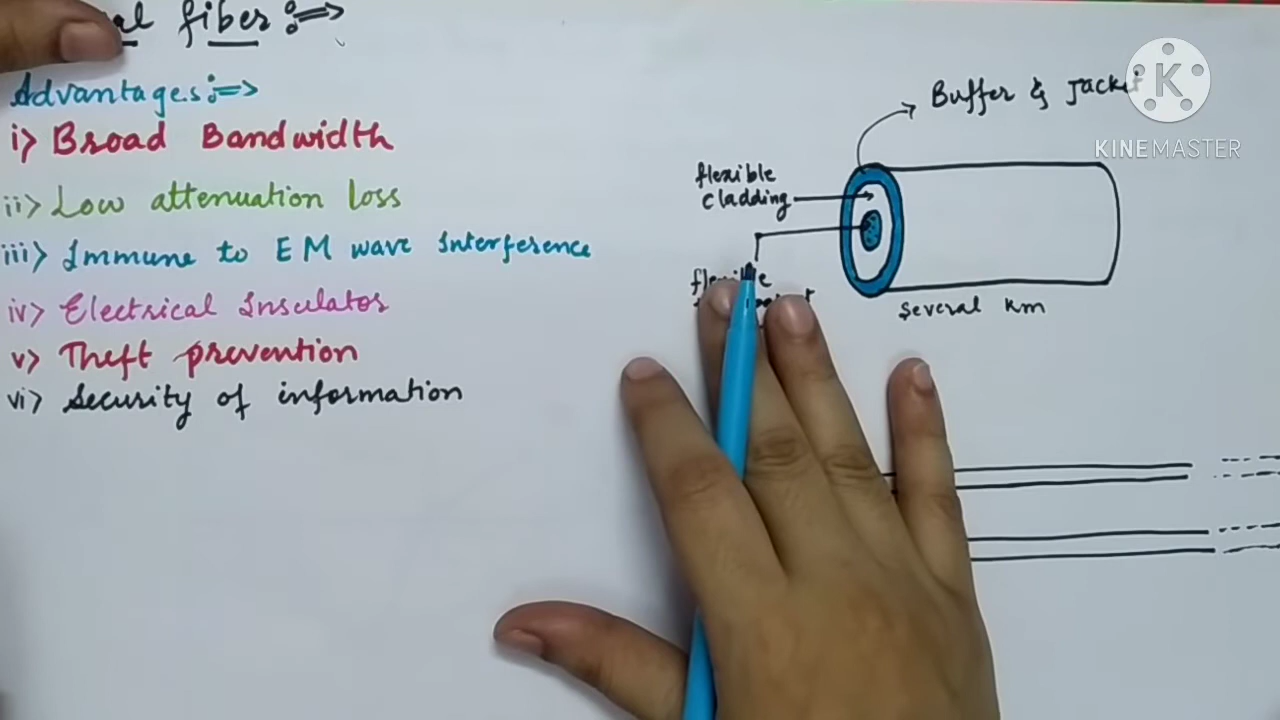 fiber :⇒
Advantages :⇒
i> Broad Bandwidth
ii> Low attenuation loss
iii> Immune to EM wave Interference
iv> Electrical Insulator
v> Theft prevention
vi> Security of information
Buffer & Jacket
flexible
cladding
flexible
several km
KINEMASTER